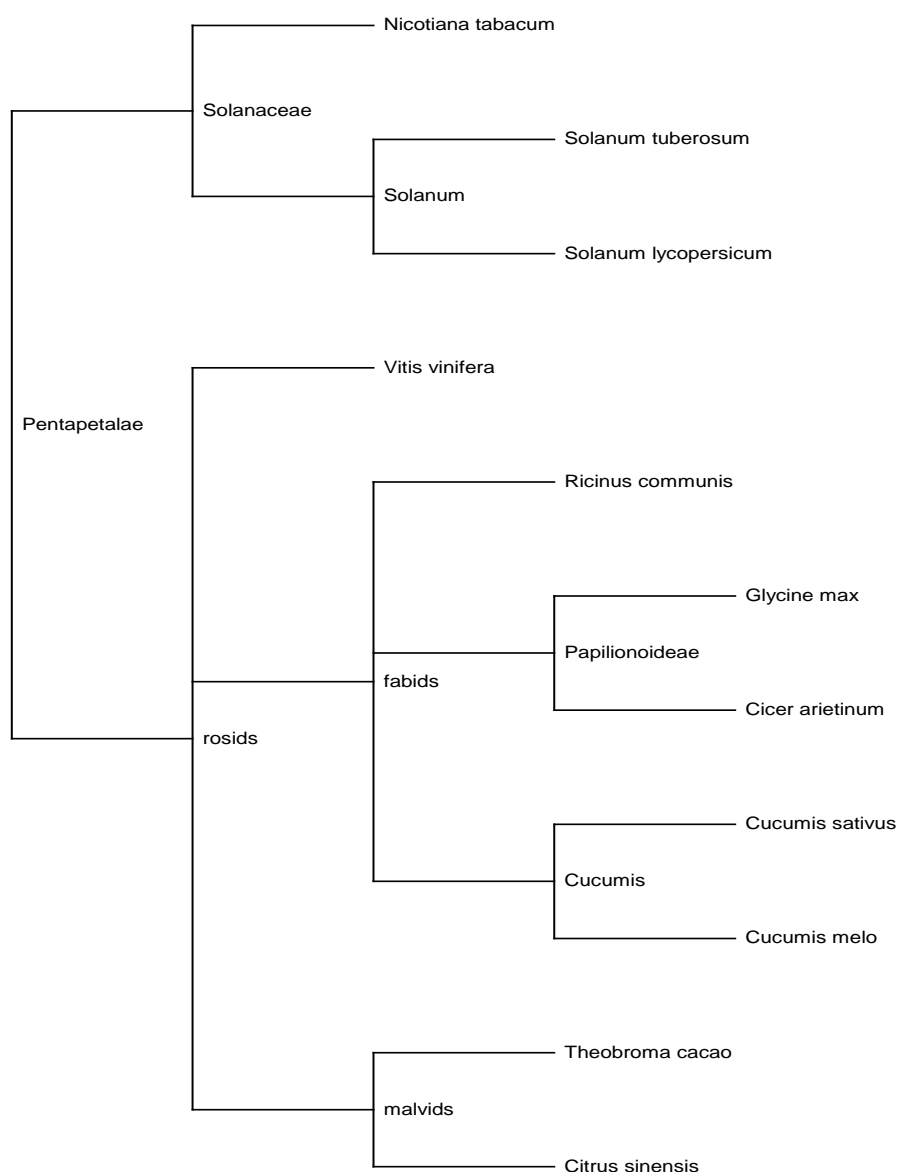 Nicotiana tabacum
Solanaceae
Solanum tuberosum
Solanum
Solanum lycopersicum
Vitis vinifera
Pentapetalae
Ricinus communis
Glycine max
Papilionoideae
fabids
Cicer arietinum
rosids
Cucumis sativus
Cucumis
Cucumis melo
Theobroma cacao
malvids
Citrus sinensis